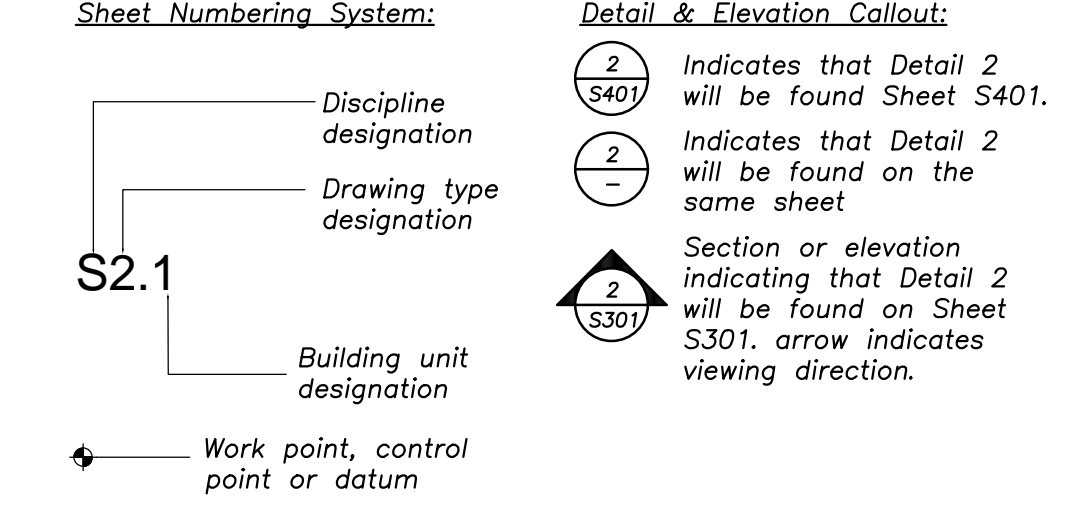 Sheet Numbering System:
Discipline
designation
Drawing type
designation
S2.1
Building unit
designation
Work point, control
point or datum
Detail & Elevation Callout:
2
S401
Indicates that Detail 2
will be found Sheet S401.
2
–
Indicates that Detail 2
will be found on the
same sheet
2
S301
Section or elevation
indicating that Detail 2
will be found on Sheet
S301. arrow indicates
viewing direction.